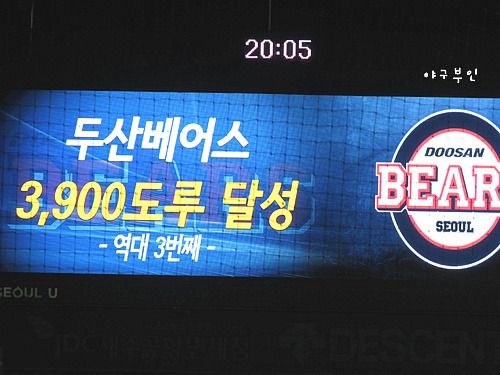 20:05
야구부인
두산베어스
3,900도루 달성
- 역대 3번째 -
DOOSAN
BEAR
SEOUL
SEOUL U
DESCENT